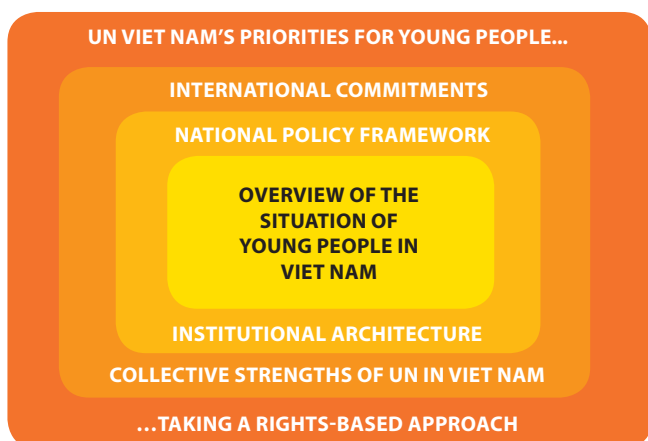 UN VIET NAM'S PRIORITIES FOR YOUNG PEOPLE...
INTERNATIONAL COMMITMENTS
NATIONAL POLICY FRAMEWORK
OVERVIEW OF THE
SITUATION OF
YOUNG PEOPLE IN
VIET NAM
INSTITUTIONAL ARCHITECTURE
COLLECTIVE STRENGTHS OF UN IN VIET NAM
...TAKING A RIGHTS-BASED APPROACH